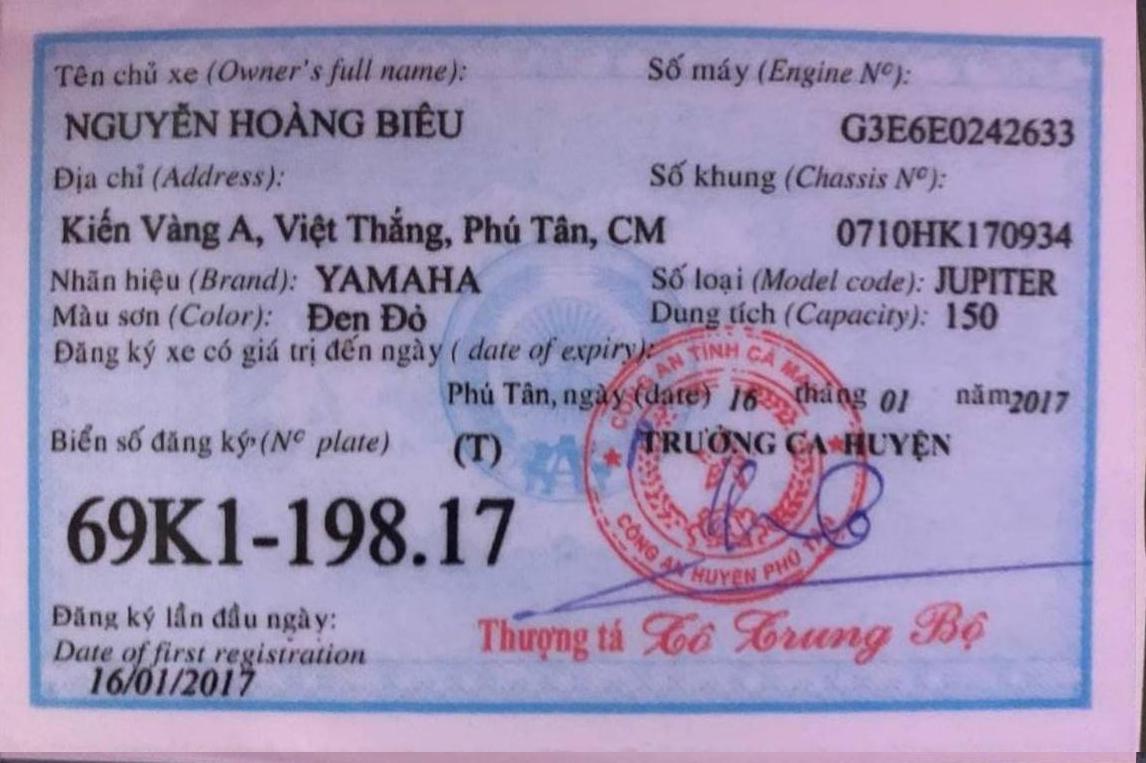 Tên chủ xe (Owner's full name):
NGUYỄN HOÀNG BIÊU
Số máy (Engine Nº):
G3E6E0242633
Địa chỉ (Address):
Kiến Vàng A, Việt Thắng, Phú Tân, CM
Số khung (Chassis Nº):
0710HK170934
Nhãn hiệu (Brand): YAMAHA
Số loại (Model code): JUPITER
Màu sơn (Color): Đen Đỏ
Dung tích (Capacity): 150
Đăng ký xe có giá trị đến ngày ( date of expiry):
Phú Tân, ngày (date) 16 tháng 01 năm 2017
Biển số đăng ký (Nº plate) (T)
TRƯỞNG CA HUYỆN
69K1-198.17
CÔNG AN TỈNH CÀ MAU
CÔNG AN HUYỆN PHÚ
Đăng ký lần đầu ngày:
Date of first registration
16/01/2017
Thượng tá Tô Trung Bộ